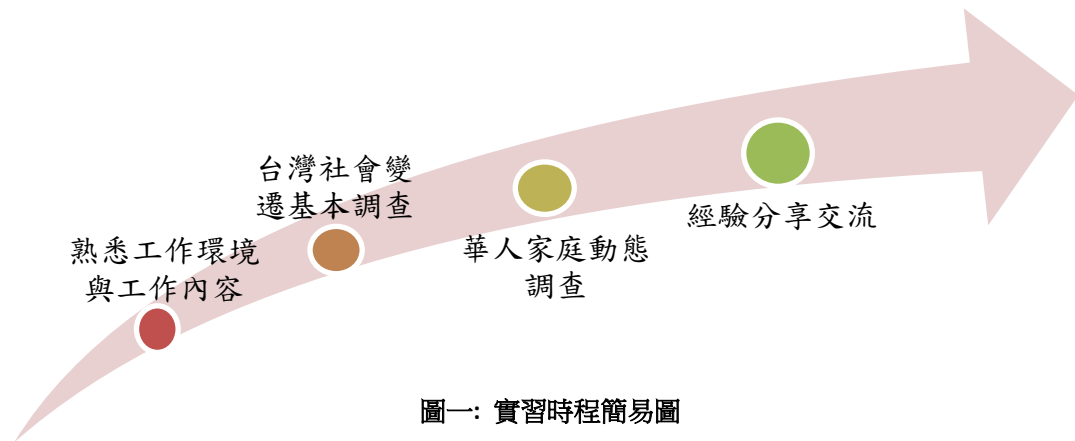 熟悉工作環境
與工作內容
台灣社會變
遷基本調查
華人家庭動態
調查
經驗分享交流
圖一: 實習時程簡易圖